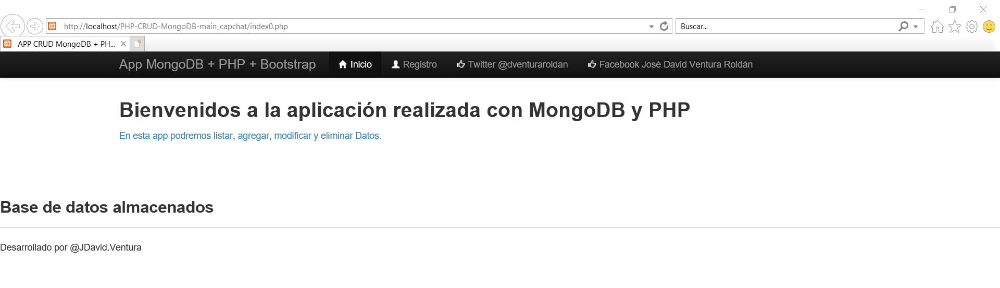 http://localhost/PHP-CRUD-MongoDB-main_capchat/index0.php
Buscar...
APP CRUD MongoDB + PH...
App MongoDB + PHP + Bootstrap Inicio Registro Twitter @dventuraroldan Facebook José David Ventura Roldán
Bienvenidos a la aplicación realizada con MongoDB y PHP
En esta app podremos listar, agregar, modificar y eliminar Datos.
Base de datos almacenados
Desarrollado por @JDavid.Ventura